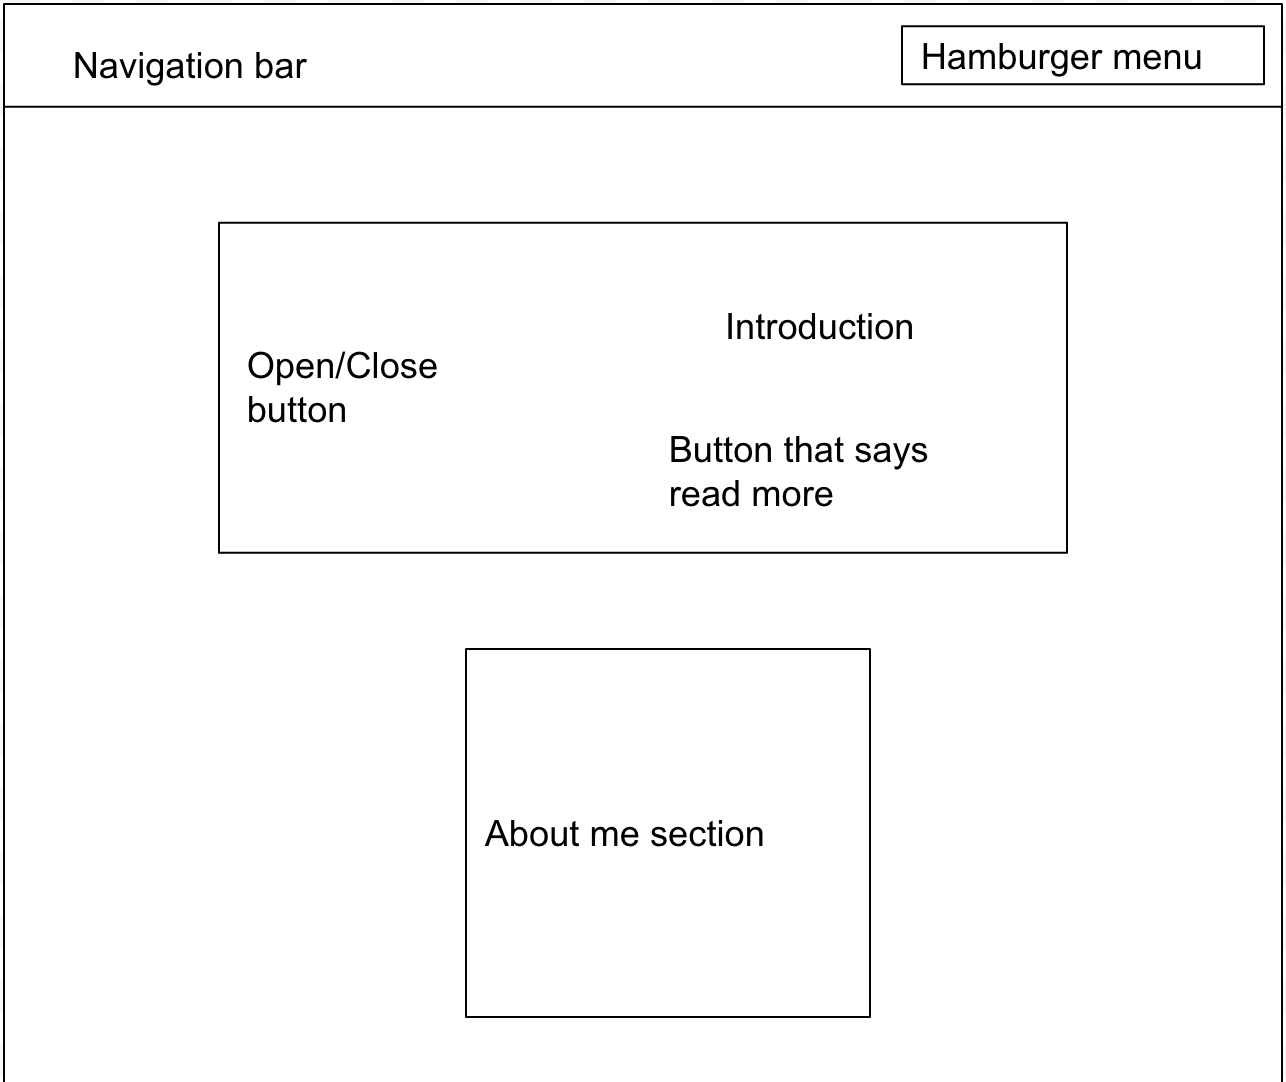 Navigation bar
Hamburger menu
Open/Close
button
Introduction
Button that says
read more
About me section